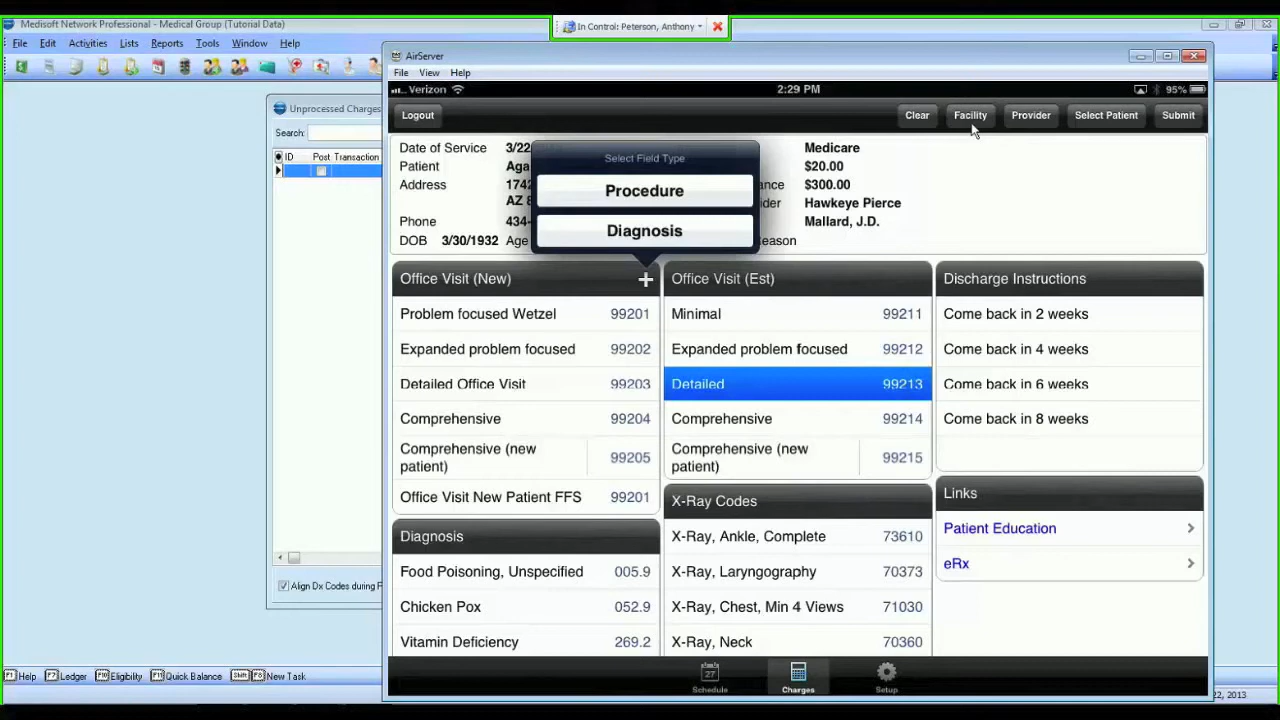 Medisoft Network Professional - Medical Group (Tutorial Data)
In Control: Peterson, Anthony
File Edit Activities Lists Reports Tools Window Help
AirServer
File View Help
Verizon 2:29 PM 95%
Logout Clear Facility Provider Select Patient Submit
Unprocessed Charges
Search:
ID Post Transaction
Date of Service 3/22 Medicare
Patient Aga $20.00
Address 1742 ance $300.00
AZ 8 der Hawkeye Pierce
Phone 434- Mallard, J.D.
DOB 3/30/1932 Age eason
Select Field Type
Procedure
Diagnosis
Office Visit (New) +
Problem focused Wetzel 99201
Expanded problem focused 99202
Detailed Office Visit 99203
Comprehensive 99204
Comprehensive (new
patient) 99205
Office Visit New Patient FFS 99201
Diagnosis
Food Poisoning, Unspecified 005.9
Chicken Pox 052.9
Vitamin Deficiency 269.2
Office Visit (Est)
Minimal 99211
Expanded problem focused 99212
Detailed 99213
Comprehensive 99214
Comprehensive (new
patient) 99215
X-Ray Codes
X-Ray, Ankle, Complete 73610
X-Ray, Laryngography 70373
X-Ray, Chest, Min 4 Views 71030
X-Ray, Neck 70360
Discharge Instructions
Come back in 2 weeks
Come back in 4 weeks
Come back in 6 weeks
Come back in 8 weeks
Links
Patient Education
eRx
Align Dx Codes during P
27
Schedule Charges Setup
F1 Help F7 Ledger F10 Eligibility F11 Quick Balance Shift F8 New Task
22, 2013